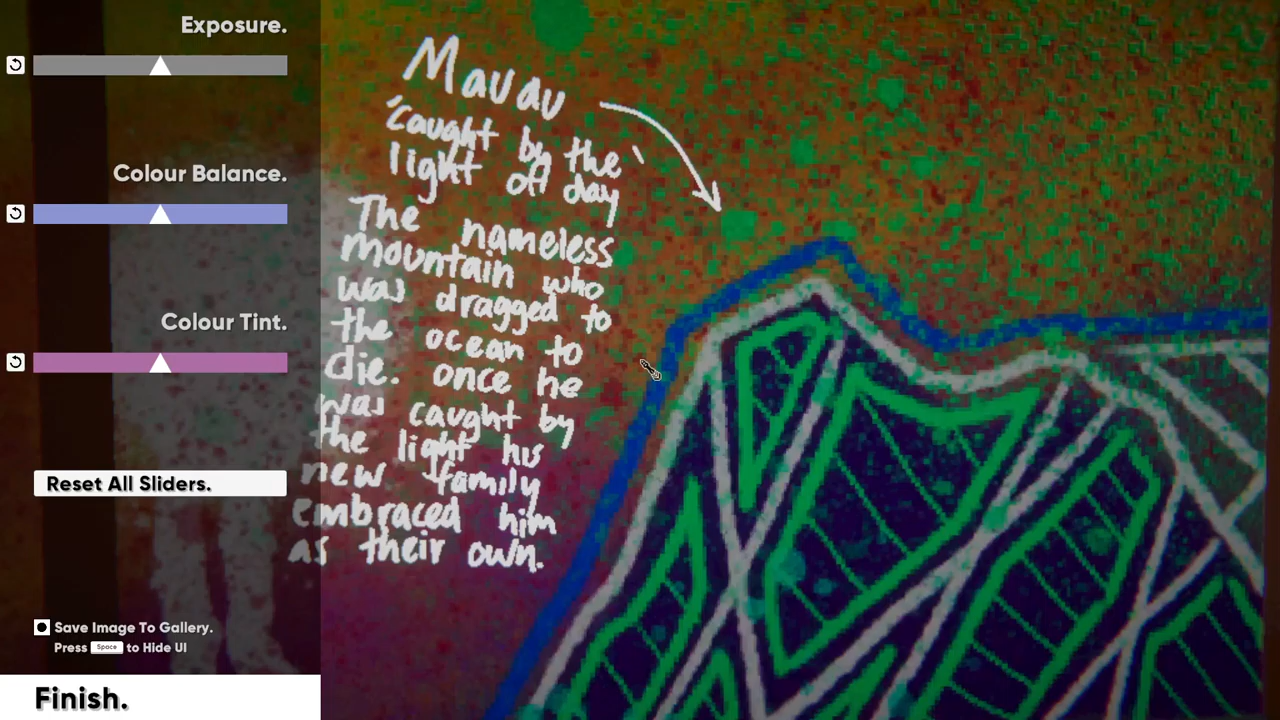 Exposure.
Colour Balance.
Colour Tint.
Reset All Sliders.
Save Image To Gallery.
Press Space to Hide UI
Finish.
Mauau
'caught by the
light off day '
The nameless
mountain who
was dragged to
the ocean to
die. once he
was caught by
the light his
new family
embraced him
as their own.